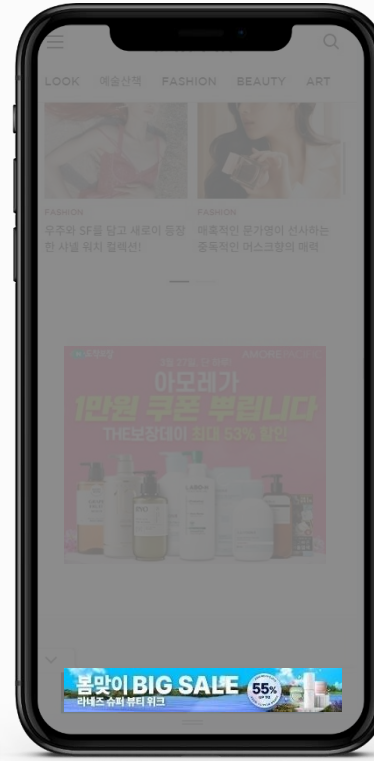 LOOK 예술산책 FASHION BEAUTY ART
FASHION
우주와 SF를 담고 새로이 등장
한 샤넬 워치 컬렉션!
FASHION
매혹적인 문가영이 선사하는
중독적인 머스크향의 매력
아모레가
1만원 쿠폰 뿌립니다
THE보장데이 최대 53% 할인
봄맞이 BIG SALE
라네즈 슈퍼 뷰티 위크
55%